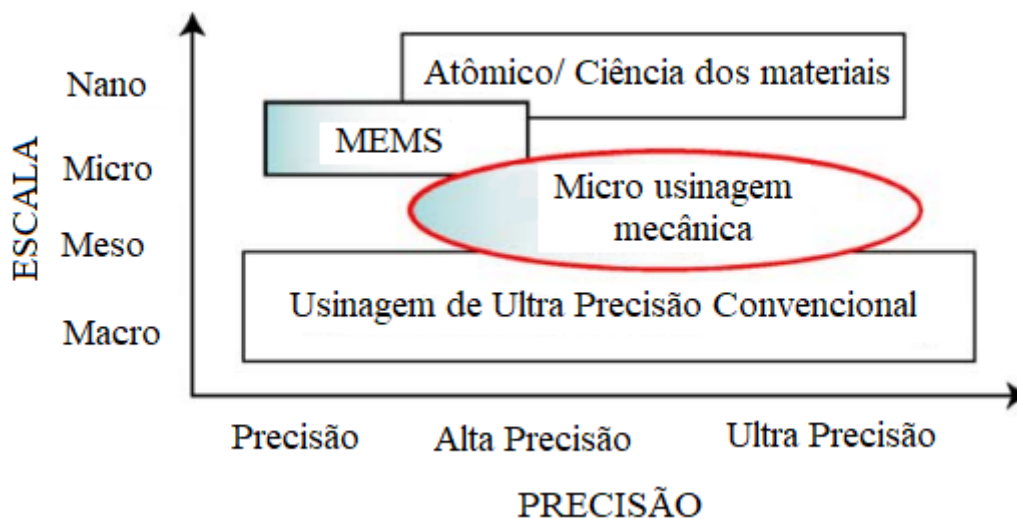 Nano
Atômico/ Ciência dos materiais
MEMS
Micro
Micro usinagem
mecânica
Meso
Usinagem de Ultra Precisão Convencional
Macro
ESCALA
Precisão
Alta Precisão
Ultra Precisão
PRECISÃO